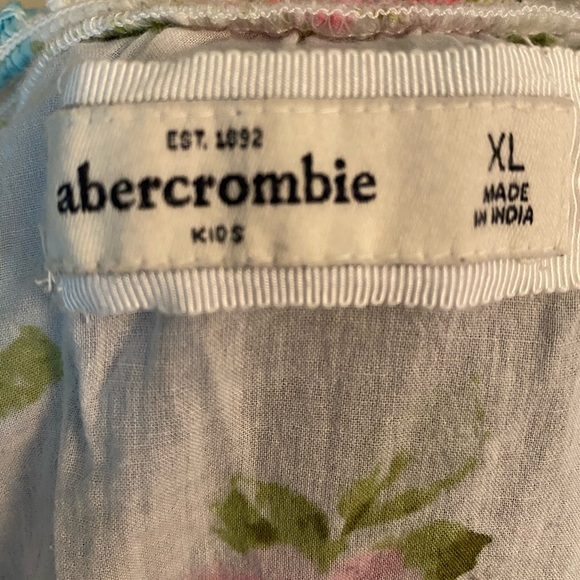 EST. 1892
abercrombie
KIDS
XL
MADE
IN INDIA